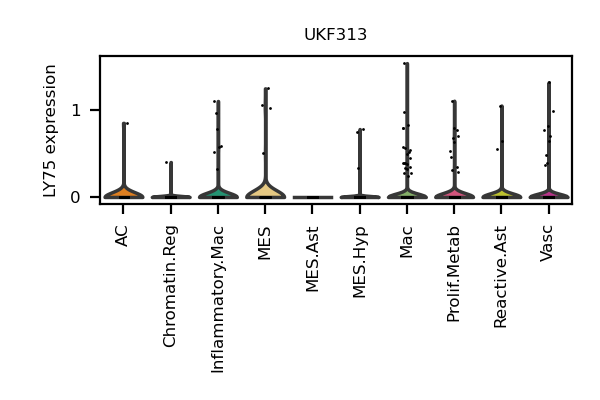 UKF313
LY75 expression
1
0
AC
Chromatin.Reg
Inflammatory.Mac
MES
MES.Ast
MES.Hyp
Mac
Prolif.Metab
Reactive.Ast
Vasc